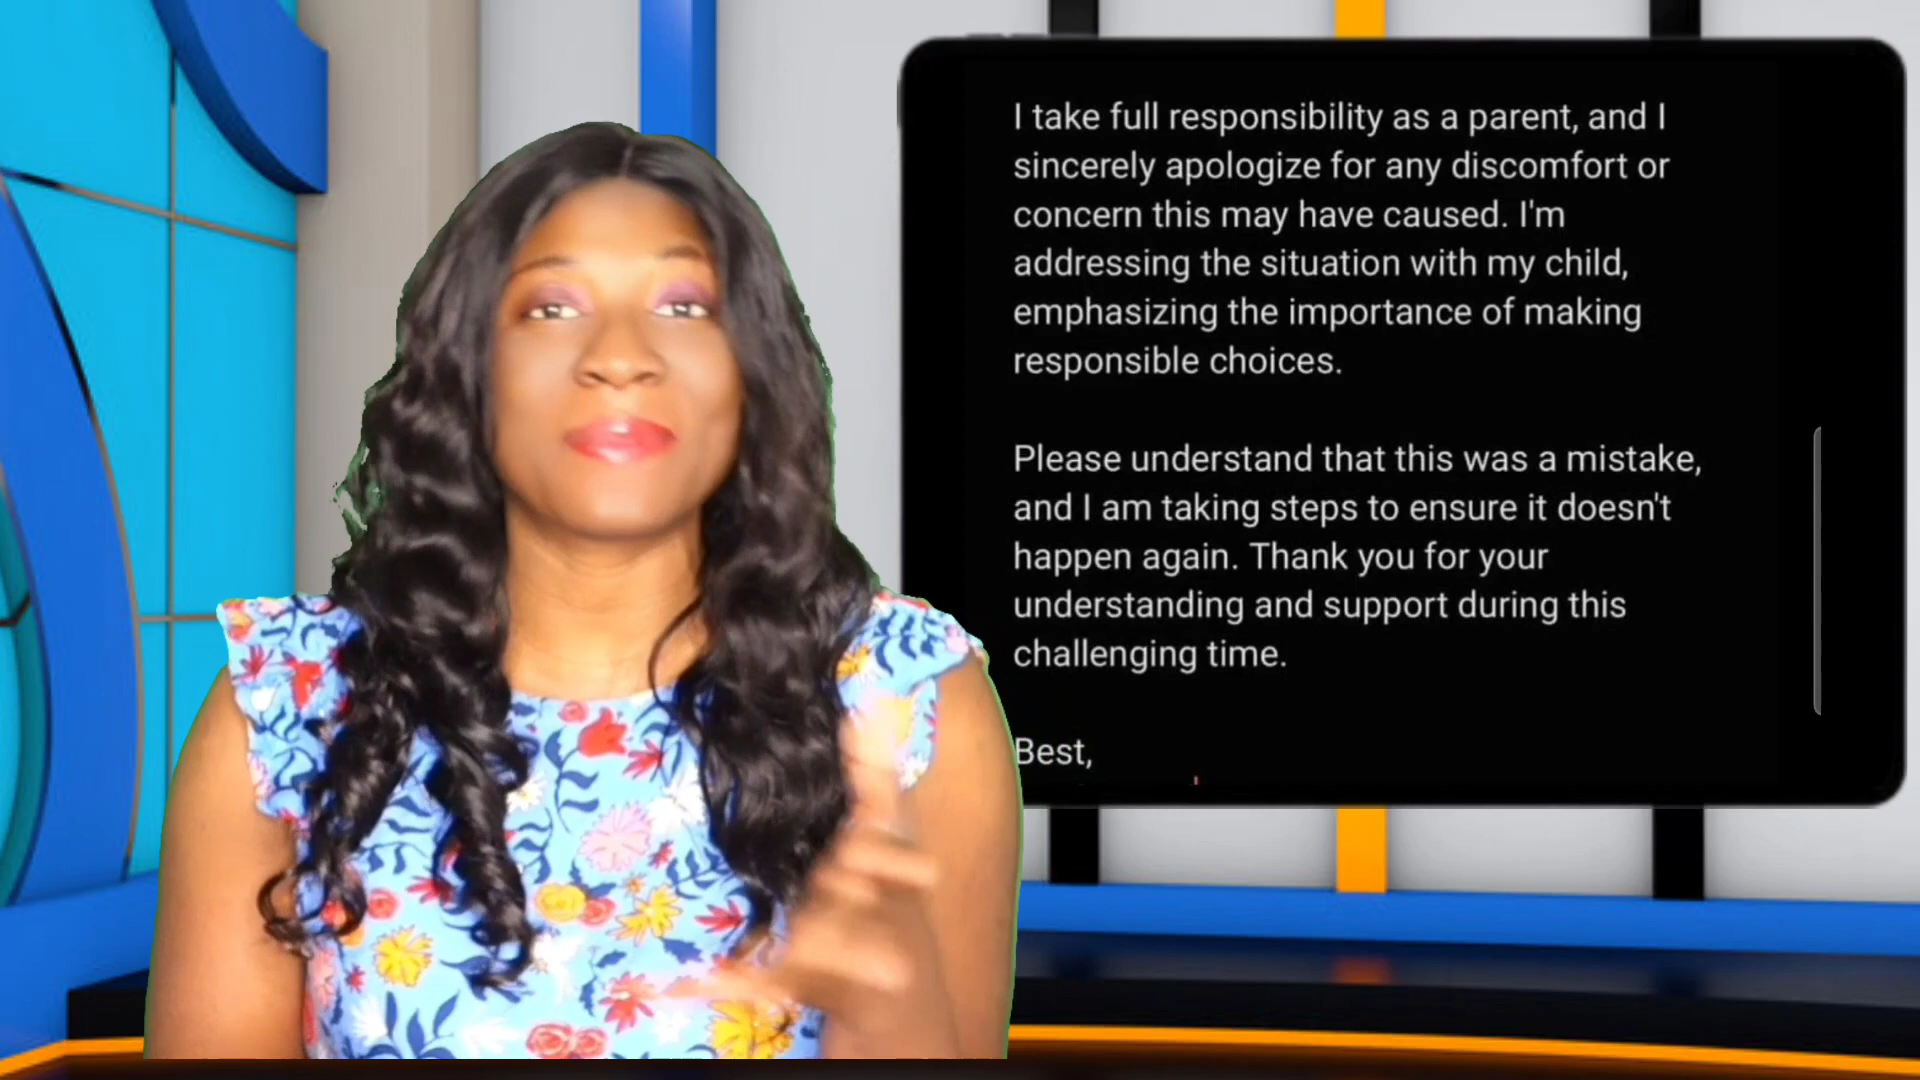 I take full responsibility as a parent, and I
sincerely apologize for any discomfort or
concern this may have caused. I'm
addressing the situation with my child,
emphasizing the importance of making
responsible choices.
Please understand that this was a mistake,
and I am taking steps to ensure it doesn't
happen again. Thank you for your
understanding and support during this
challenging time.
Best,